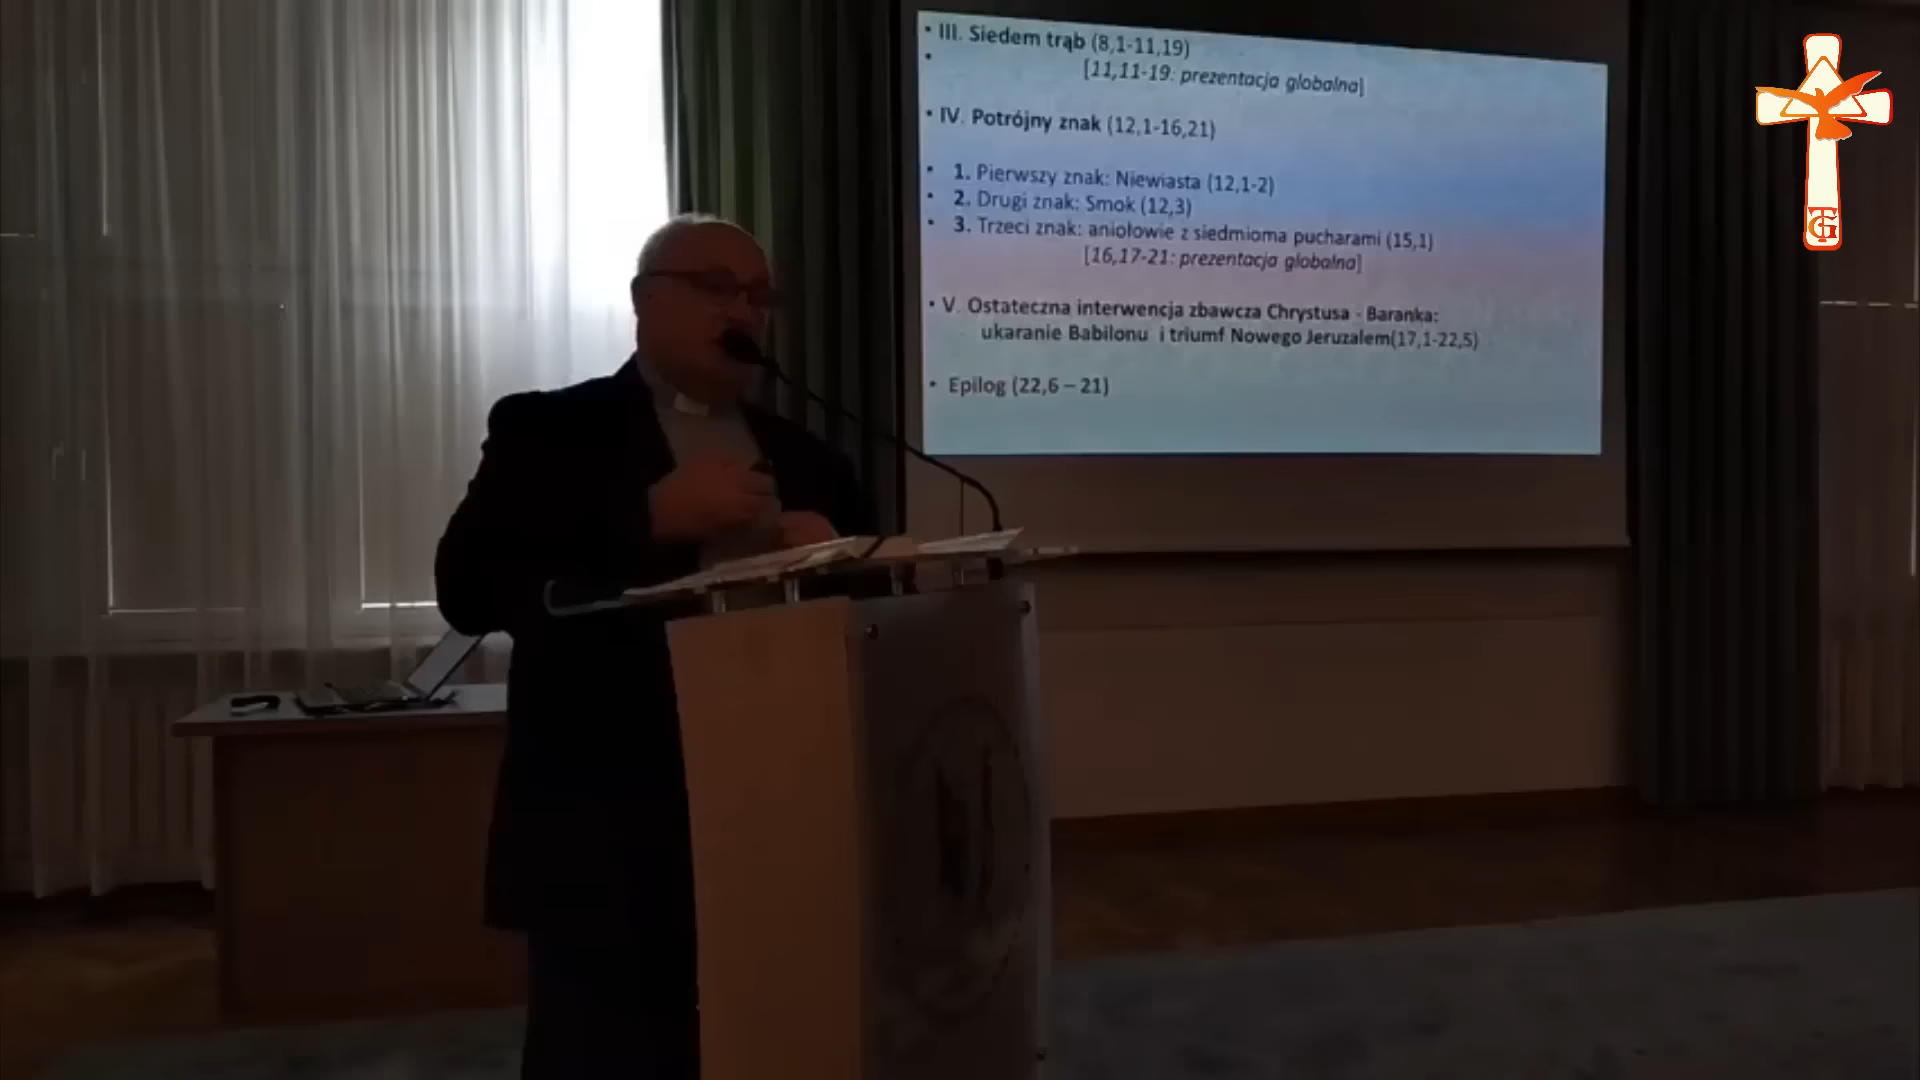 • III. Siedem trąb (8,1-11,19)
• [11,11-19: prezentacja globalna]
• IV. Potrójny znak (12,1-16,21)
• 1. Pierwszy znak: Niewiasta (12,1-2)
• 2. Drugi znak: Smok (12,3)
• 3. Trzeci znak: aniołowie z siedmioma pucharami (15,1)
[16,17-21: prezentacja globalna]
• V. Ostateczna interwencja zbawcza Chrystusa - Baranka:
ukaranie Babilonu i triumf Nowego Jeruzalem(17,1-22,5)
• Epilog (22,6 – 21)